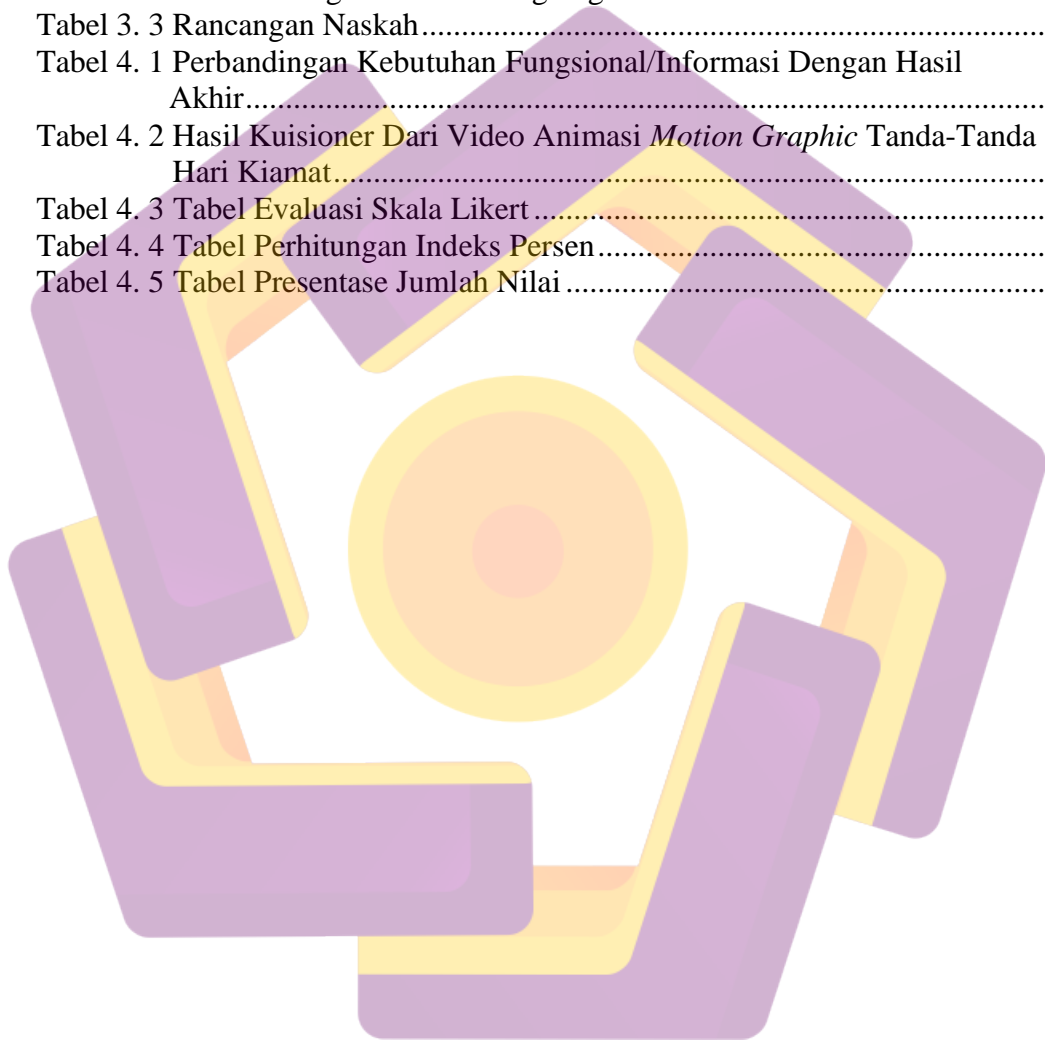 Tabel 3. 3 Rancangan Naskah......................................................................
Tabel 4. 1 Perbandingan Kebutuhan Fungsional/Informasi Dengan Hasil
Akhir......................................................................................
Tabel 4. 2 Hasil Kuisioner Dari Video Animasi Motion Graphic Tanda-Tanda
Hari Kiamat...........................................................................
Tabel 4. 3 Tabel Evaluasi Skala Likert........................................................
Tabel 4. 4 Tabel Perhitungan Indeks Persen................................................
Tabel 4. 5 Tabel Presentase Jumlah Nilai....................................................